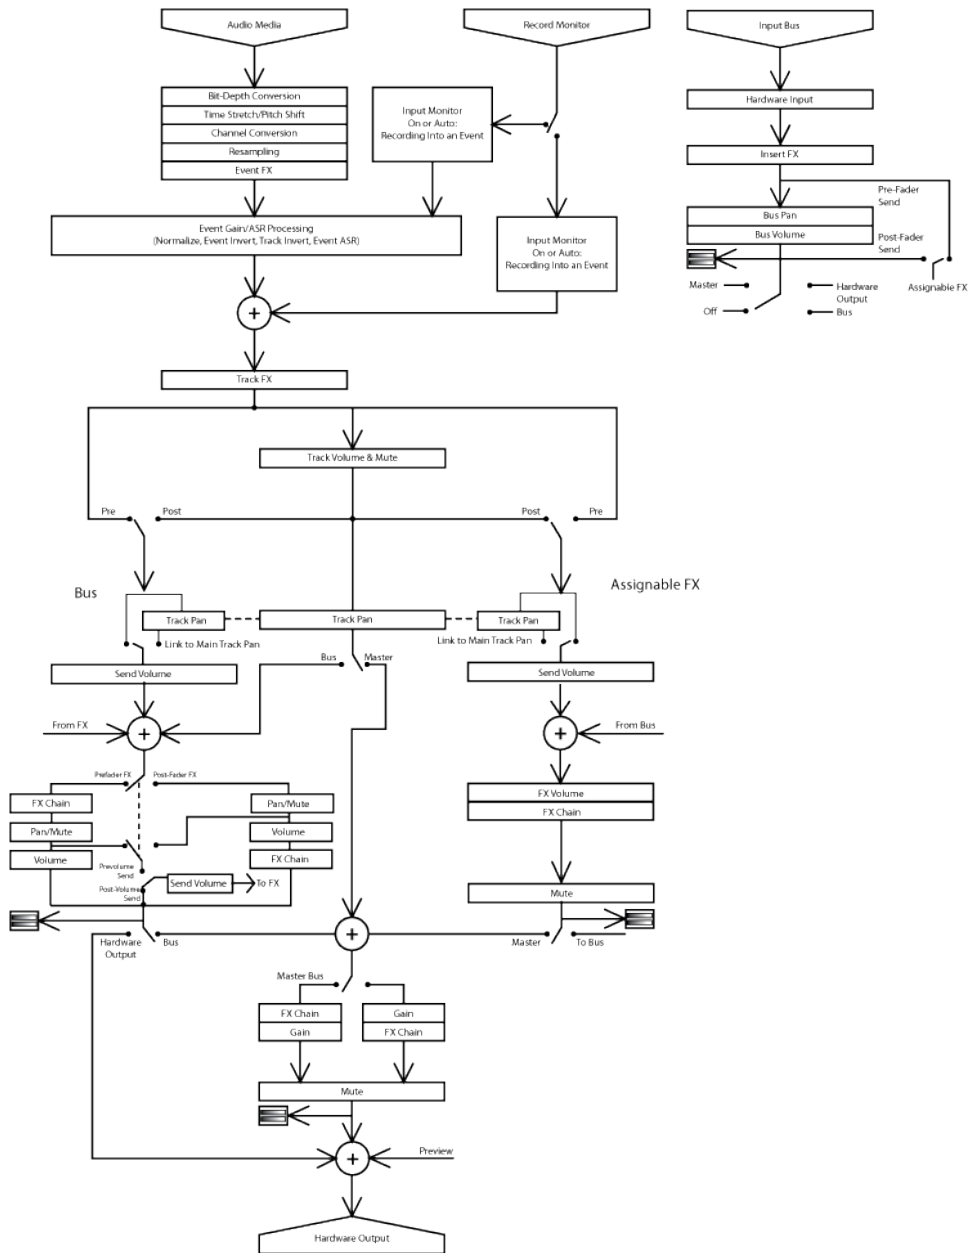 Audio Media
Record Monitor
Input Bus
Bit-Depth Conversion
Time Stretch/Pitch Shift
Channel Conversion
Resampling
Event FX
Input Monitor
On or Auto:
Recording Into an Event
Hardware Input
Insert FX
Pre-Fader
Send
Event Gain/ASR Processing
(Normalize, Event Invert, Track Invert, Event ASR)
Input Monitor
On or Auto:
Recording Into an Event
Bus Pan
Bus Volume
Post-Fader
Send
Assignable FX
Master
Hardware
Output
Off
Bus
+
Track FX
Track Volume & Mute
Pre
Post
Post
Pre
Bus
Assignable FX
Track Pan
Track Pan
Track Pan
Link to Main Track Pan
Link to Main Track Pan
Bus
Master
Send Volume
Send Volume
From FX
+
+
From Bus
Prefader FX
Post-Fader FX
FX Chain
Pan/Mute
Volume
Pan/Mute
Volume
FX Chain
FX Volume
FX Chain
Prevolume
Send
Post-Volume
Send
Send Volume
To FX
Mute
Hardware
Output
Bus
+
Master
To Bus
Master Bus
FX Chain
Gain
Gain
FX Chain
Mute
+
Preview
Hardware Output